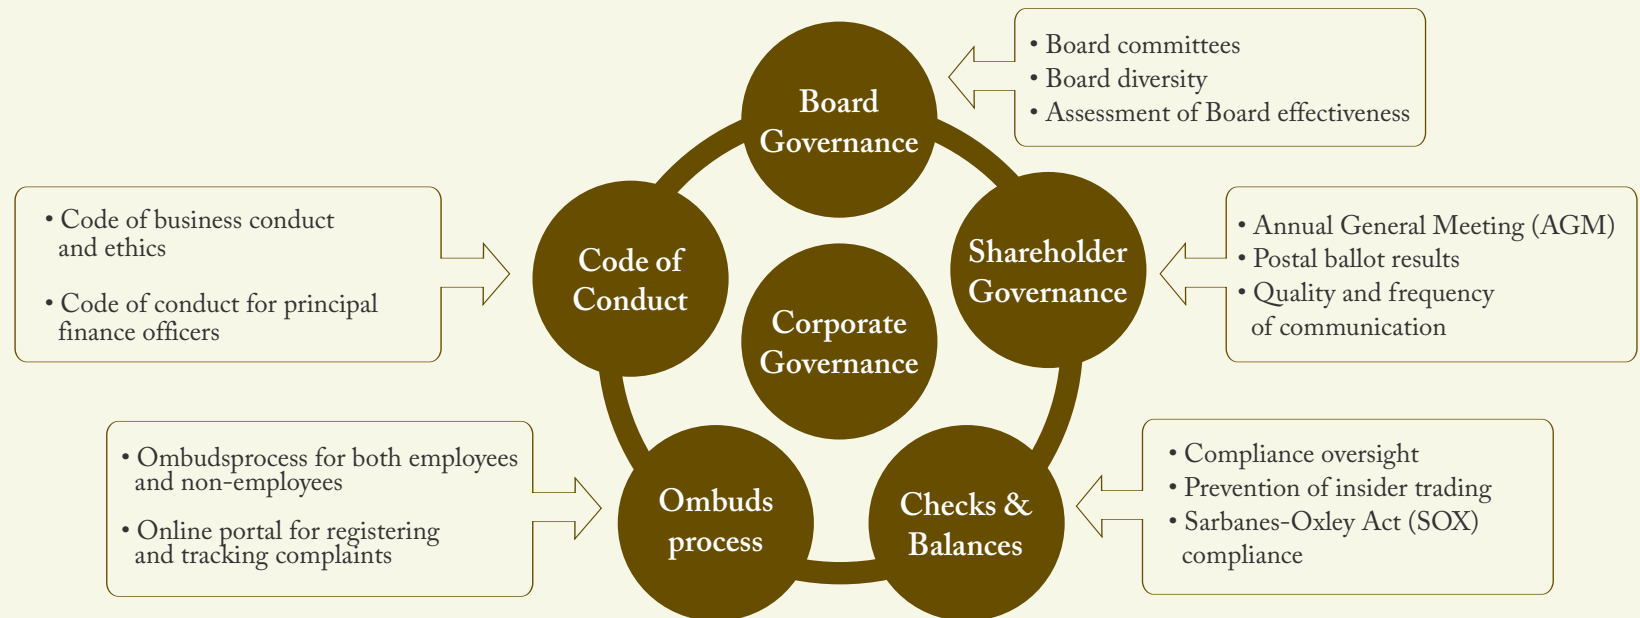 Board
Governance
• Board committees
• Board diversity
• Assessment of Board effectiveness
Shareholder
Governance
• Annual General Meeting (AGM)
• Postal ballot results
• Quality and frequency
of communication
Checks &
Balances
• Compliance oversight
• Prevention of insider trading
• Sarbanes-Oxley Act (SOX)
compliance
Ombuds
process
• Ombudsprocess for both employees
and non-employees
• Online portal for registering
and tracking complaints
Code of
Conduct
• Code of business conduct
and ethics
• Code of conduct for principal
finance officers
Corporate
Governance